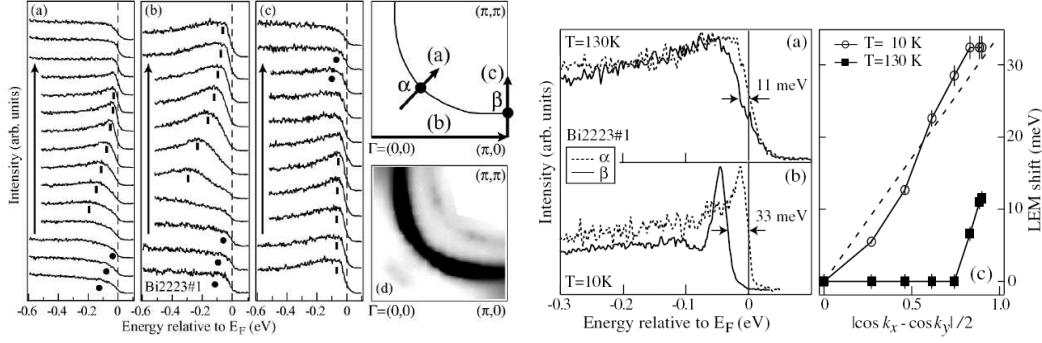 (a)
(b)
(c)
Intensity (arb. units)
Bi2223#1
-0.6 -0.4 -0.2 0
-0.6 -0.4 -0.2 0
-0.6 -0.4 -0.2 0
Energy relative to E_F (eV)
(π,π)
(a)
α
(c)
β
(b)
Γ=(0,0)
(π,0)
(π,π)
(d)
Γ=(0,0)
(π,0)
T=130K
(a)
11 meV
Bi2223#1
Intensity (arb. units)
α
β
(b)
33 meV
T=10K
-0.3 -0.2 -0.1 0
Energy relative to E_F (eV)
T= 10 K
T=130 K
30
20
10
0
LEM shift (meV)
(c)
0 0.5 1.0
|cos k_x - cos k_y| /2